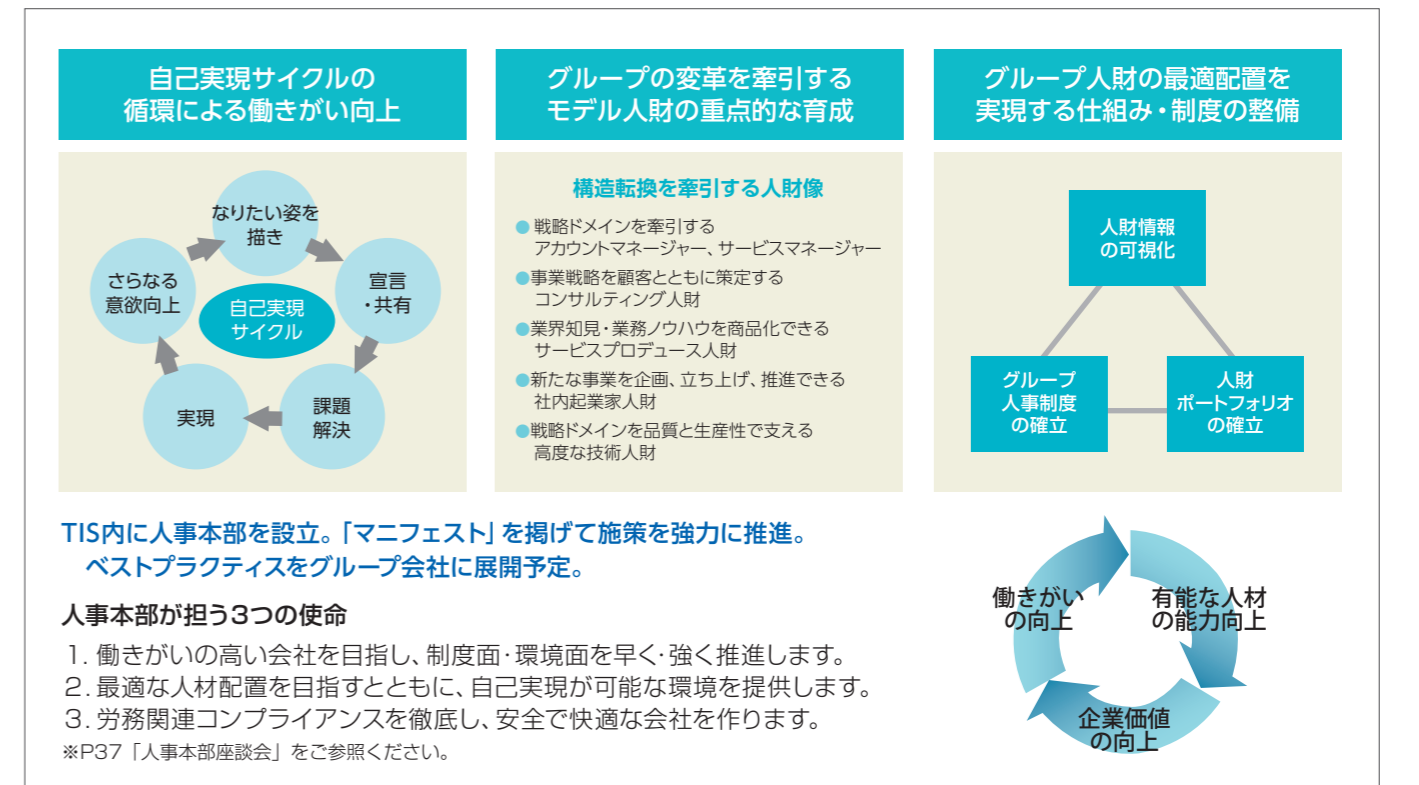 自己実現サイクルの
循環による働きがい向上
なりたい姿を
描き
宣言
・共有
課題
解決
実現
さらなる
意欲向上
自己実現
サイクル
グループの変革を牽引する
モデル人財の重点的な育成
構造転換を牽引する人財像
●戦略ドメインを牽引する
アカウントマネージャー、サービスマネージャー
●事業戦略を顧客とともに策定する
コンサルティング人財
●業界知見・業務ノウハウを商品化できる
サービスプロデュース人財
●新たな事業を企画、立ち上げ、推進できる
社内起業家人財
●戦略ドメインを品質と生産性で支える
高度な技術人財
グループ人財の最適配置を
実現する仕組み・制度の整備
人財情報
の可視化
グループ
人事制度
の確立
人財
ポートフォリオ
の確立
TIS内に人事本部を設立。「マニフェスト」を掲げて施策を強力に推進。
ベストプラクティスをグループ会社に展開予定。
人事本部が担う3つの使命
1. 働きがいの高い会社を目指し、制度面・環境面を早く・強く推進します。
2. 最適な人材配置を目指すとともに、自己実現が可能な環境を提供します。
3. 労務関連コンプライアンスを徹底し、安全で快適な会社を作ります。
※P37「人事本部座談会」をご参照ください。
働きがい
の向上
有能な人材
の能力向上
企業価値
の向上